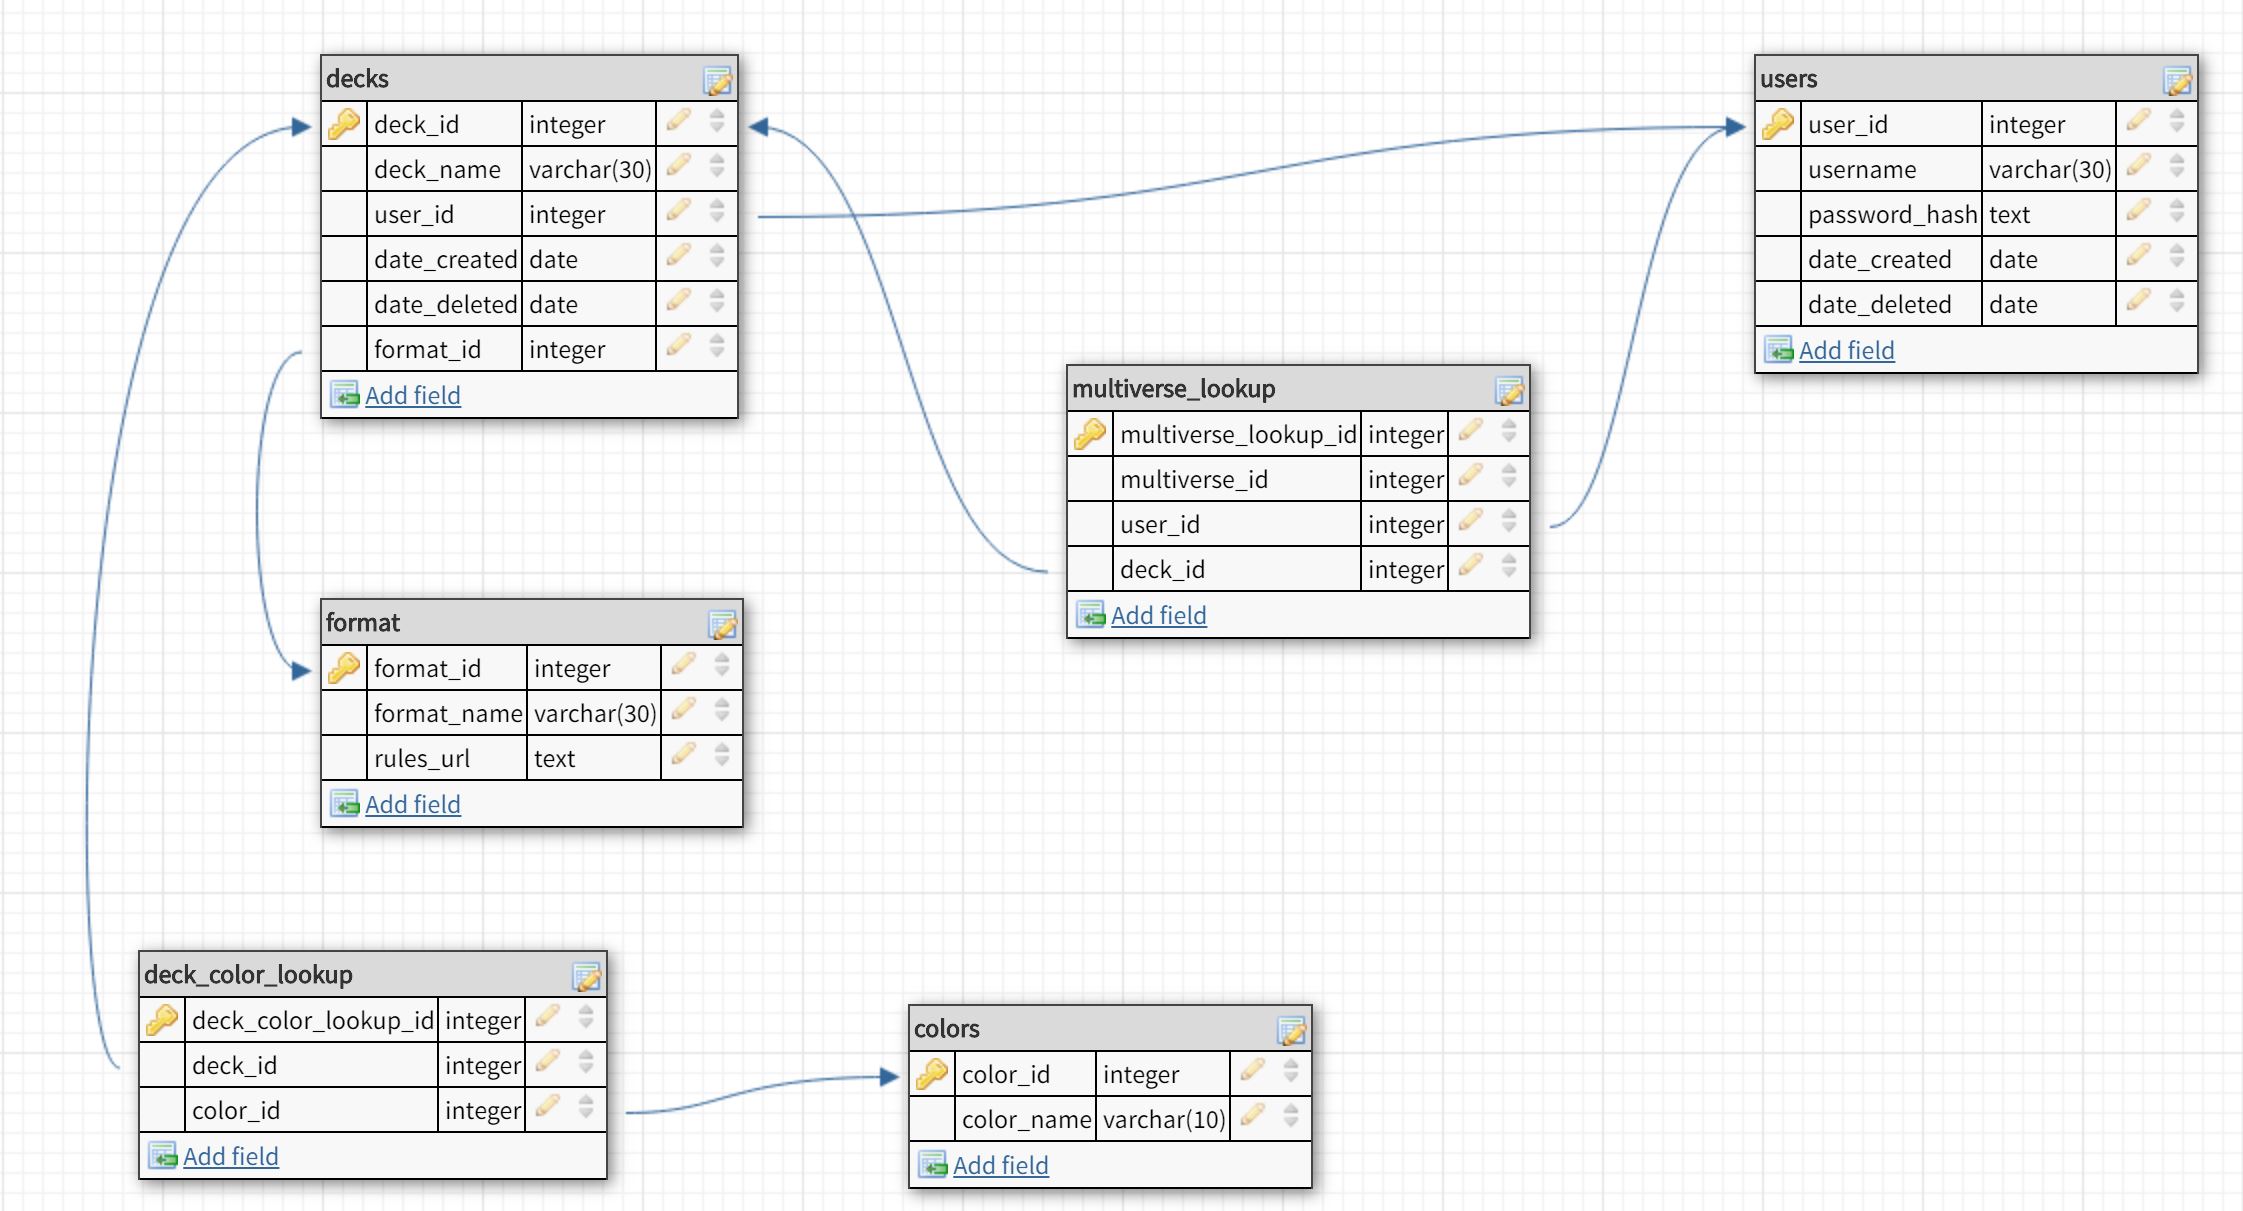 decks
deck_id integer
deck_name varchar(30)
user_id integer
date_created date
date_deleted date
format_id integer
Add field
users
user_id integer
username varchar(30)
password_hash text
date_created date
date_deleted date
Add field
multiverse_lookup
multiverse_lookup_id integer
multiverse_id integer
user_id integer
deck_id integer
Add field
format
format_id integer
format_name varchar(30)
rules_url text
Add field
deck_color_lookup
deck_color_lookup_id integer
deck_id integer
color_id integer
Add field
colors
color_id integer
color_name varchar(10)
Add field